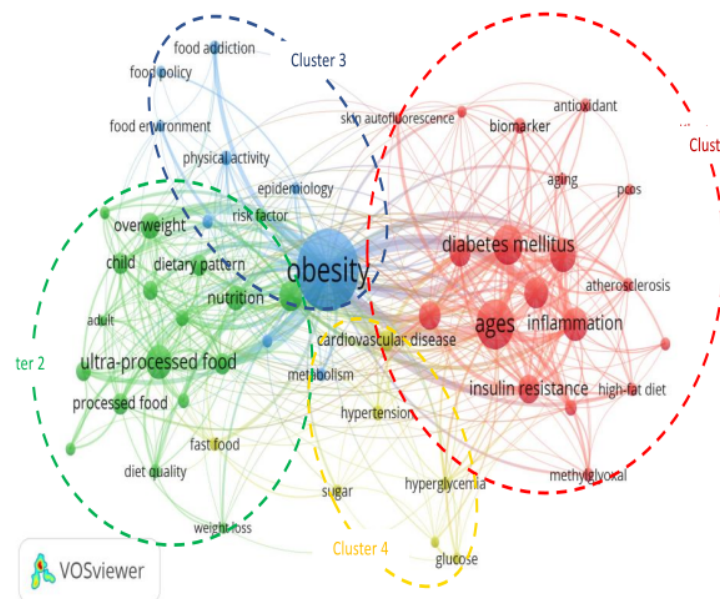 food addiction
Cluster 3
food policy
antioxidant
skin autofluorescence
food environment
biomarker
Clust
physical activity
aging
pcos
epidemiology
risk factor
overweight
diabetes mellitus
child
dietary pattern
obesity
atherosclerosis
nutrition
adult
ages
inflammation
cardiovascular disease
ter 2
ultra-processed food
metabolism
insulin resistance
high-fat diet
processed food
hypertension
fast food
diet quality
methylglyoxal
sugar
hyperglycemia
weight loss
Cluster 4
glucose
VOSviewer